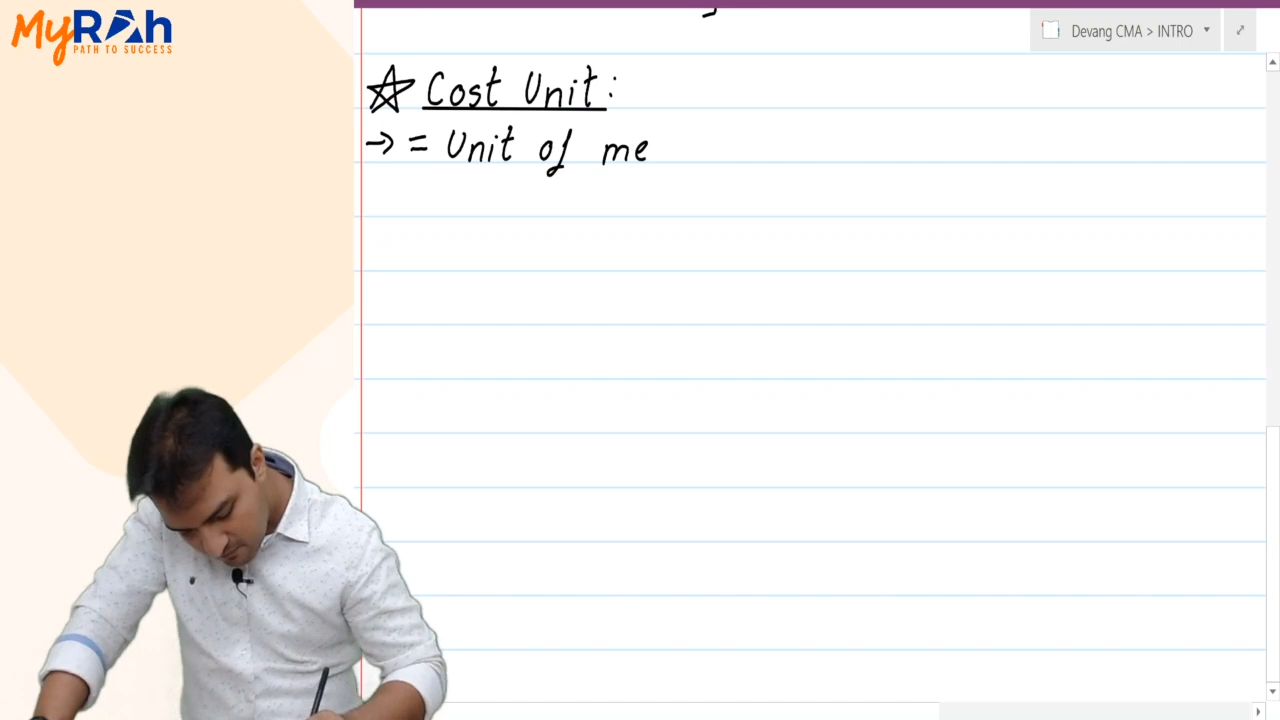 MyRAh
PATH TO SUCCESS
Devang CMA > INTRO
☆ Cost Unit:
→ = Unit of me